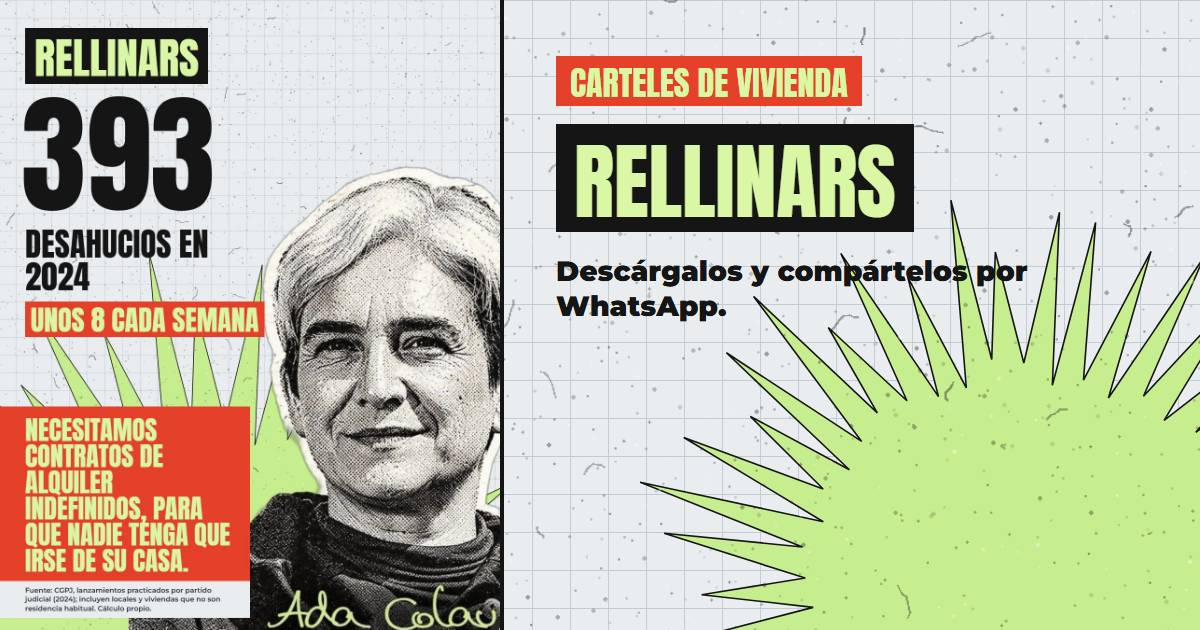 RELLINARS
393
DESAHUCIOS EN
2024
UNOS 8 CADA SEMANA
NECESITAMOS
CONTRATOS DE
ALQUILER
INDEFINIDOS, PARA
QUE NADIE TENGA QUE
IRSE DE SU CASA.
Fuente: CGPJ, lanzamientos practicados por partido
judicial (2024); incluyen locales y viviendas que no son
residencia habitual. Cálculo propio.
Ada Colau
CARTELES DE VIVIENDA
RELLINARS
Descárgalos y compártelos por
WhatsApp.